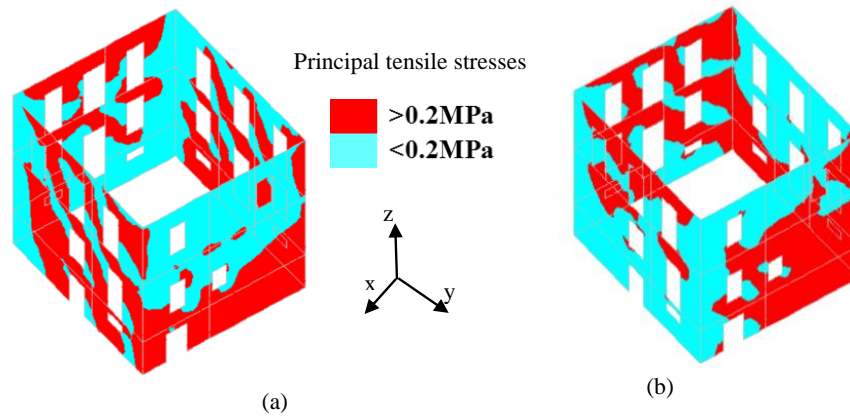 Principal tensile stresses
>0.2MPa
<0.2MPa
z
x
y
(a)
(b)